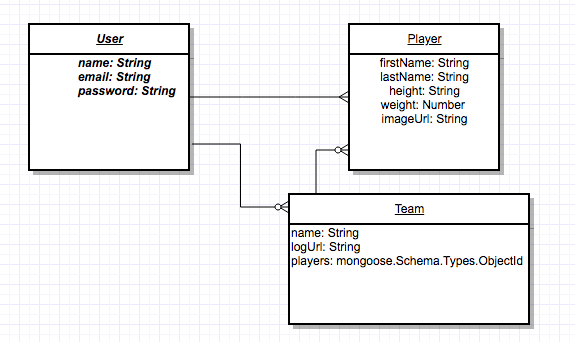 User
name: String
email: String
password: String
Player
firstName: String
lastName: String
height: String
weight: Number
imageUrl: String
Team
name: String
logUrl: String
players: mongoose.Schema.Types.ObjectId